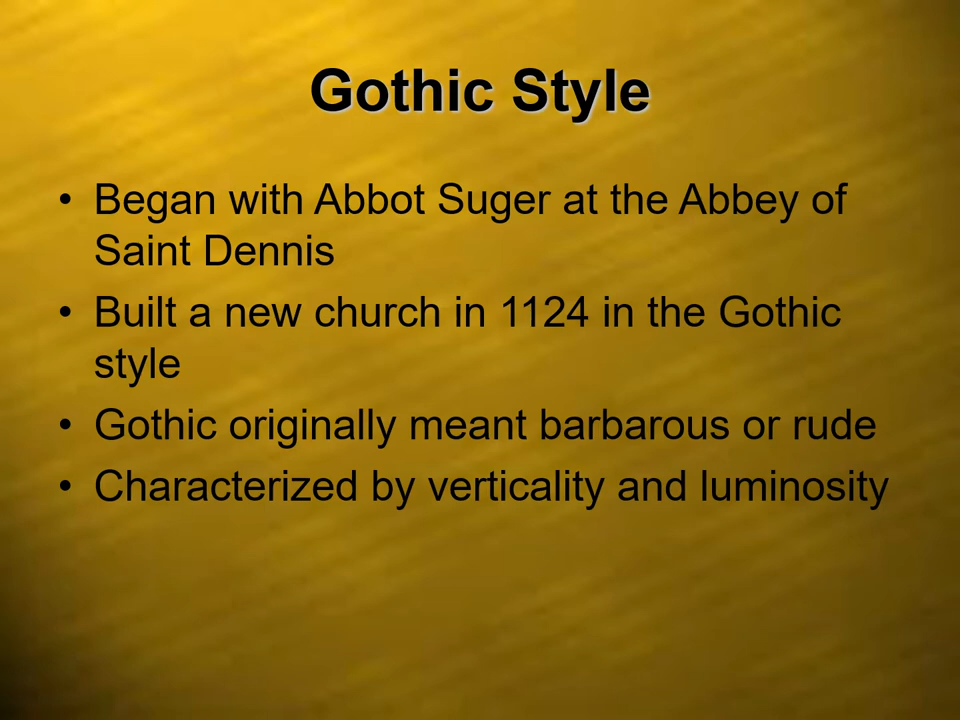 Gothic Style
• Began with Abbot Suger at the Abbey of
Saint Dennis
• Built a new church in 1124 in the Gothic
style
• Gothic originally meant barbarous or rude
• Characterized by verticality and luminosity